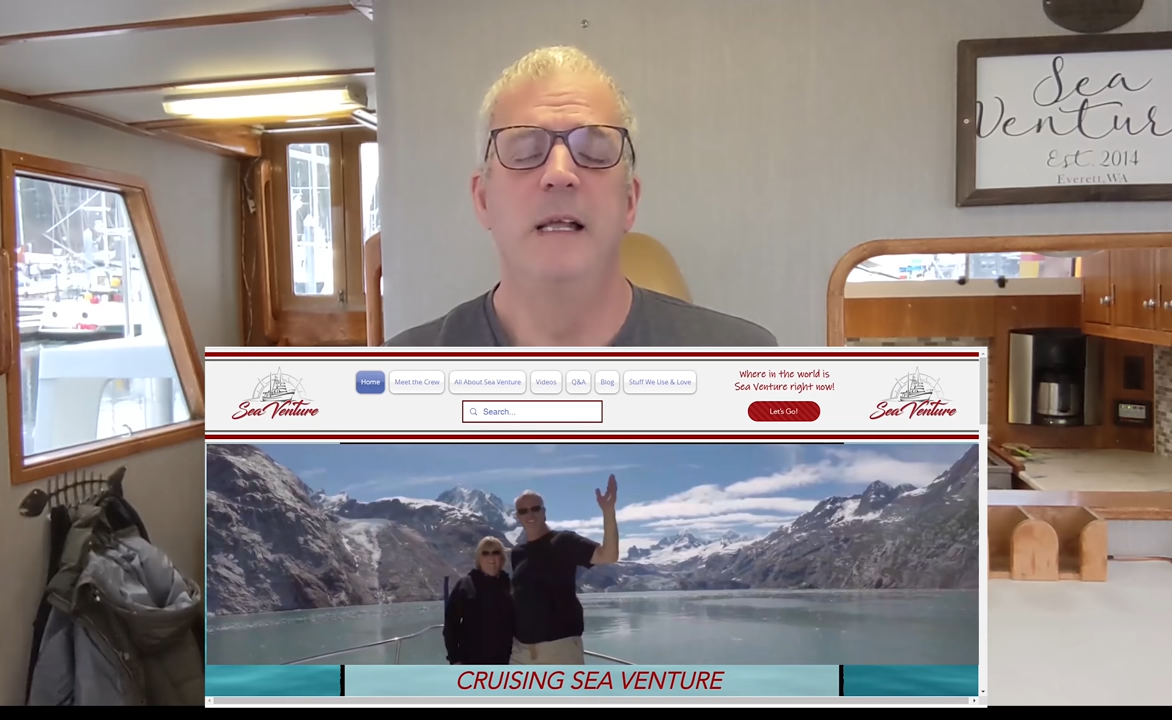 Sea
Ventur
Est. 2014
Everett, WA
Home
Meet the Crew
All About Sea Venture
Videos
Q&A
Blog
Stuff We Use & Love
Search...
Where in the world is
Sea Venture right now!
Let's Go!
Sea Venture
Sea Venture
CRUISING SEA VENTURE